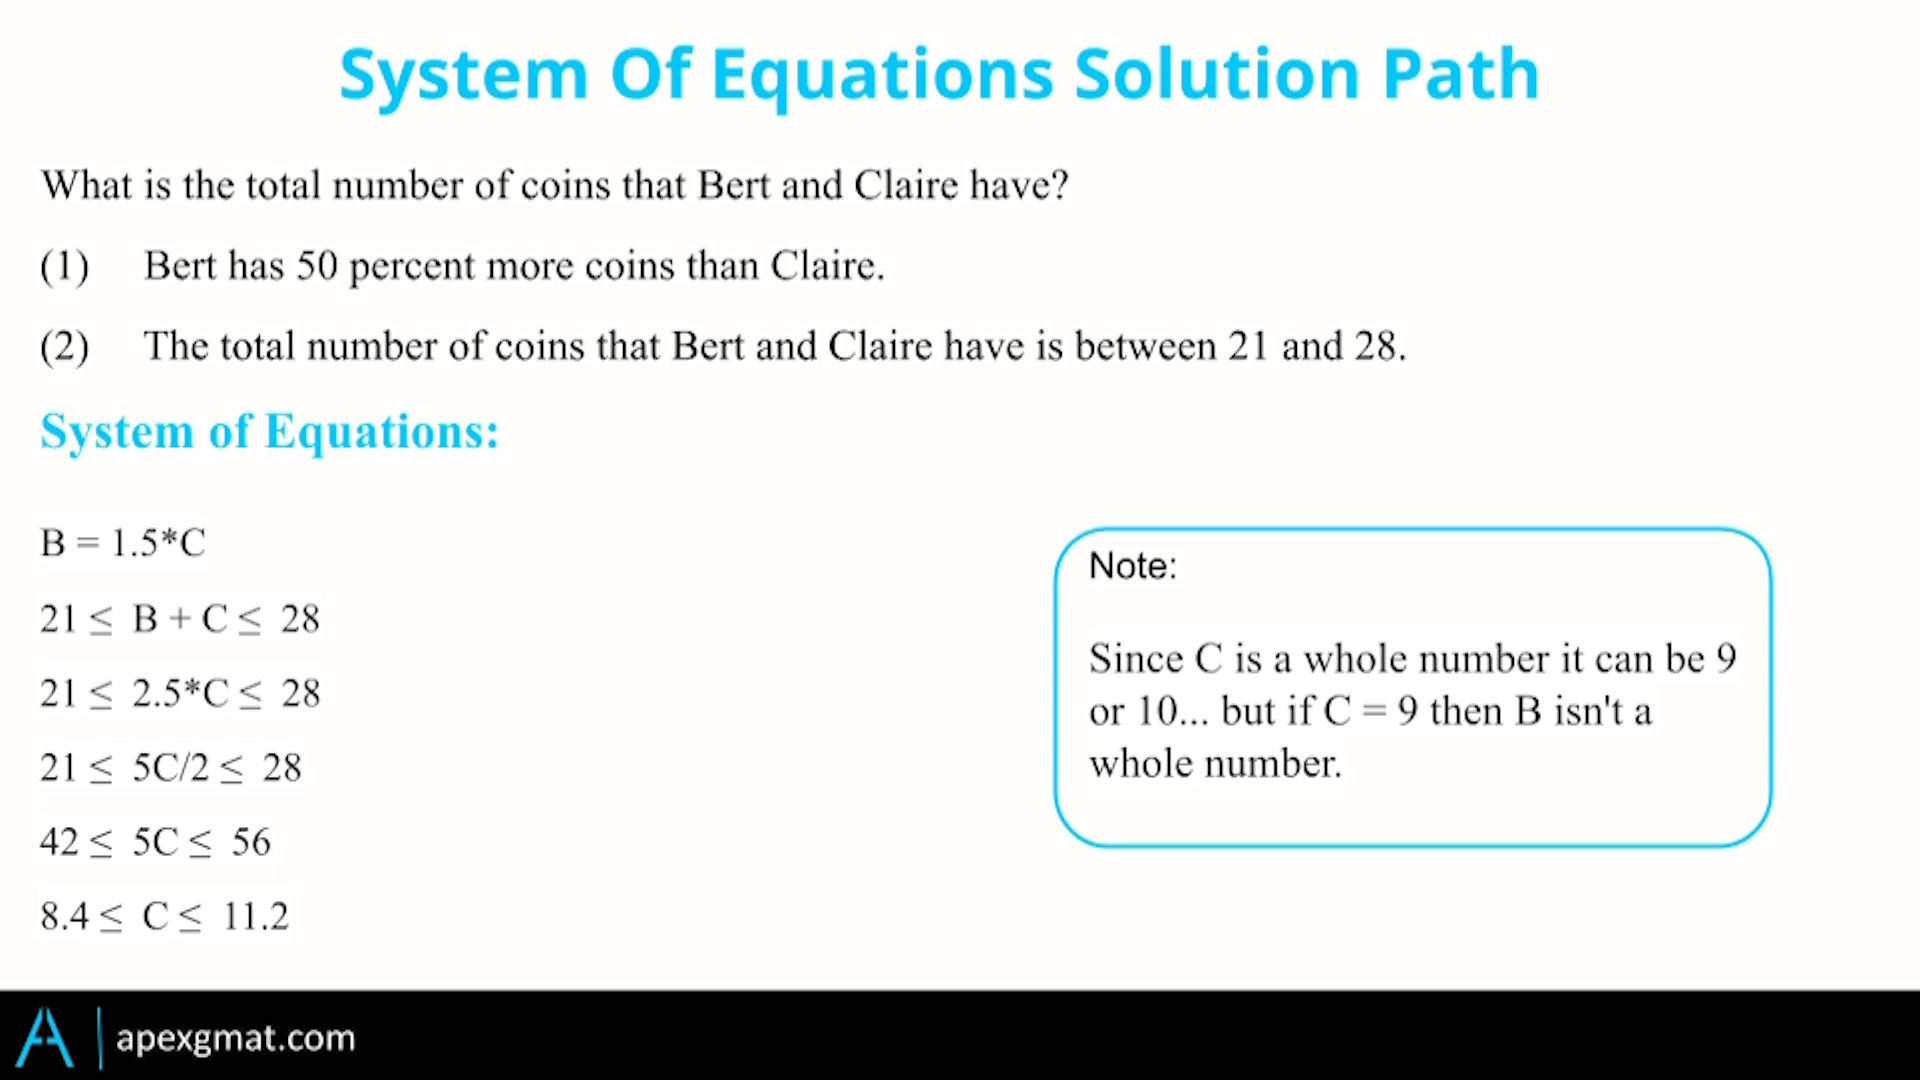 System Of Equations Solution Path
What is the total number of coins that Bert and Claire have?
(1) Bert has 50 percent more coins than Claire.
(2) The total number of coins that Bert and Claire have is between 21 and 28.
System of Equations:
B = 1.5*C
21 ≤ B + C ≤ 28
21 ≤ 2.5*C ≤ 28
21 ≤ 5C/2 ≤ 28
42 ≤ 5C ≤ 56
8.4 ≤ C ≤ 11.2
Note:
Since C is a whole number it can be 9
or 10... but if C = 9 then B isn't a
whole number.
apexgmat.com